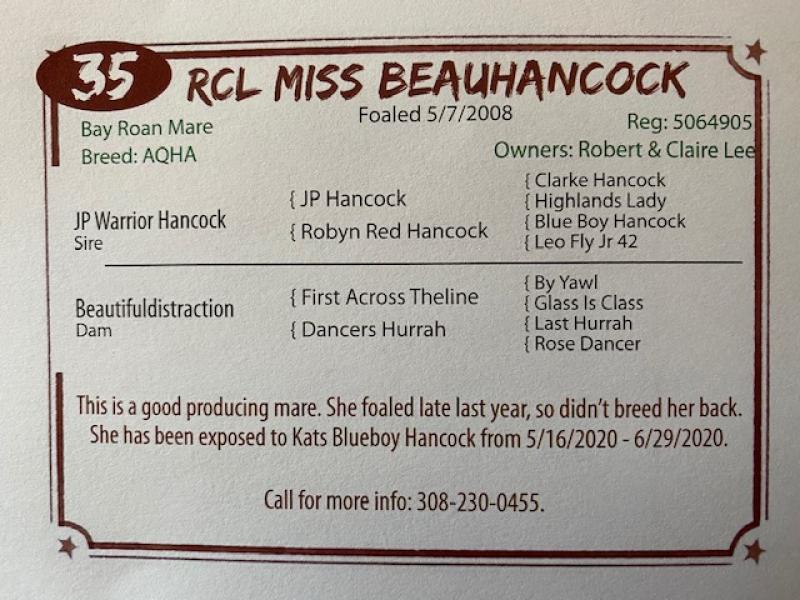 35 RCL MISS BEAUHANCOCK
Foaled 5/7/2008
Bay Roan Mare
Reg: 5064905
Breed: AQHA
Owners: Robert & Claire Lee
{ Clarke Hancock
{ JP Hancock
{ Highlands Lady
JP Warrior Hancock
{ Blue Boy Hancock
{ Robyn Red Hancock
Sire
{ Leo Fly Jr 42
{ By Yawl
{ First Across Theline
{ Glass Is Class
Beautifuldistraction
{ Last Hurrah
{ Dancers Hurrah
Dam
{ Rose Dancer
This is a good producing mare. She foaled late last year, so didn't breed her back.
She has been exposed to Kats Blueboy Hancock from 5/16/2020 - 6/29/2020.
Call for more info: 308-230-0455.